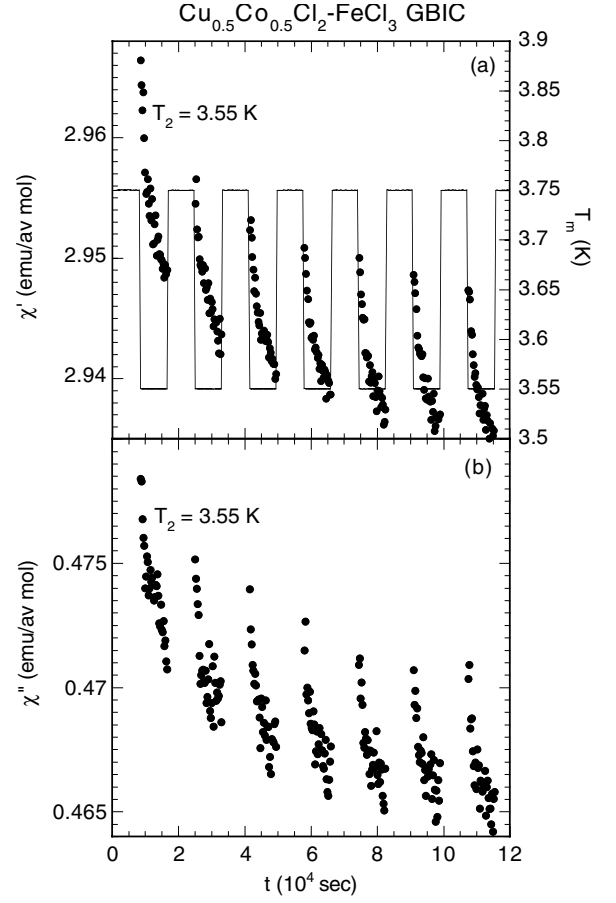 Cu0.5Co0.5Cl2-FeCl3 GBIC
(a)
T2 = 3.55 K
2.96
2.95
2.94
χ' (emu/av mol)
3.9
3.85
3.8
3.75
3.7
3.65
3.6
3.55
3.5
Tm (K)
(b)
T2 = 3.55 K
0.475
0.47
0.465
χ" (emu/av mol)
0 2 4 6 8 10 12
t (10^4 sec)